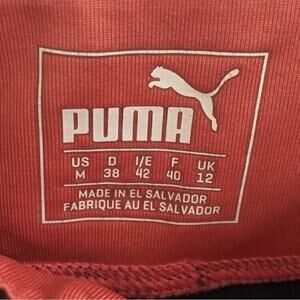 PUMA
US D I/E F UK
M 38 42 40 12
MADE IN EL SALVADOR
FABRIQUE AU EL SALVADOR